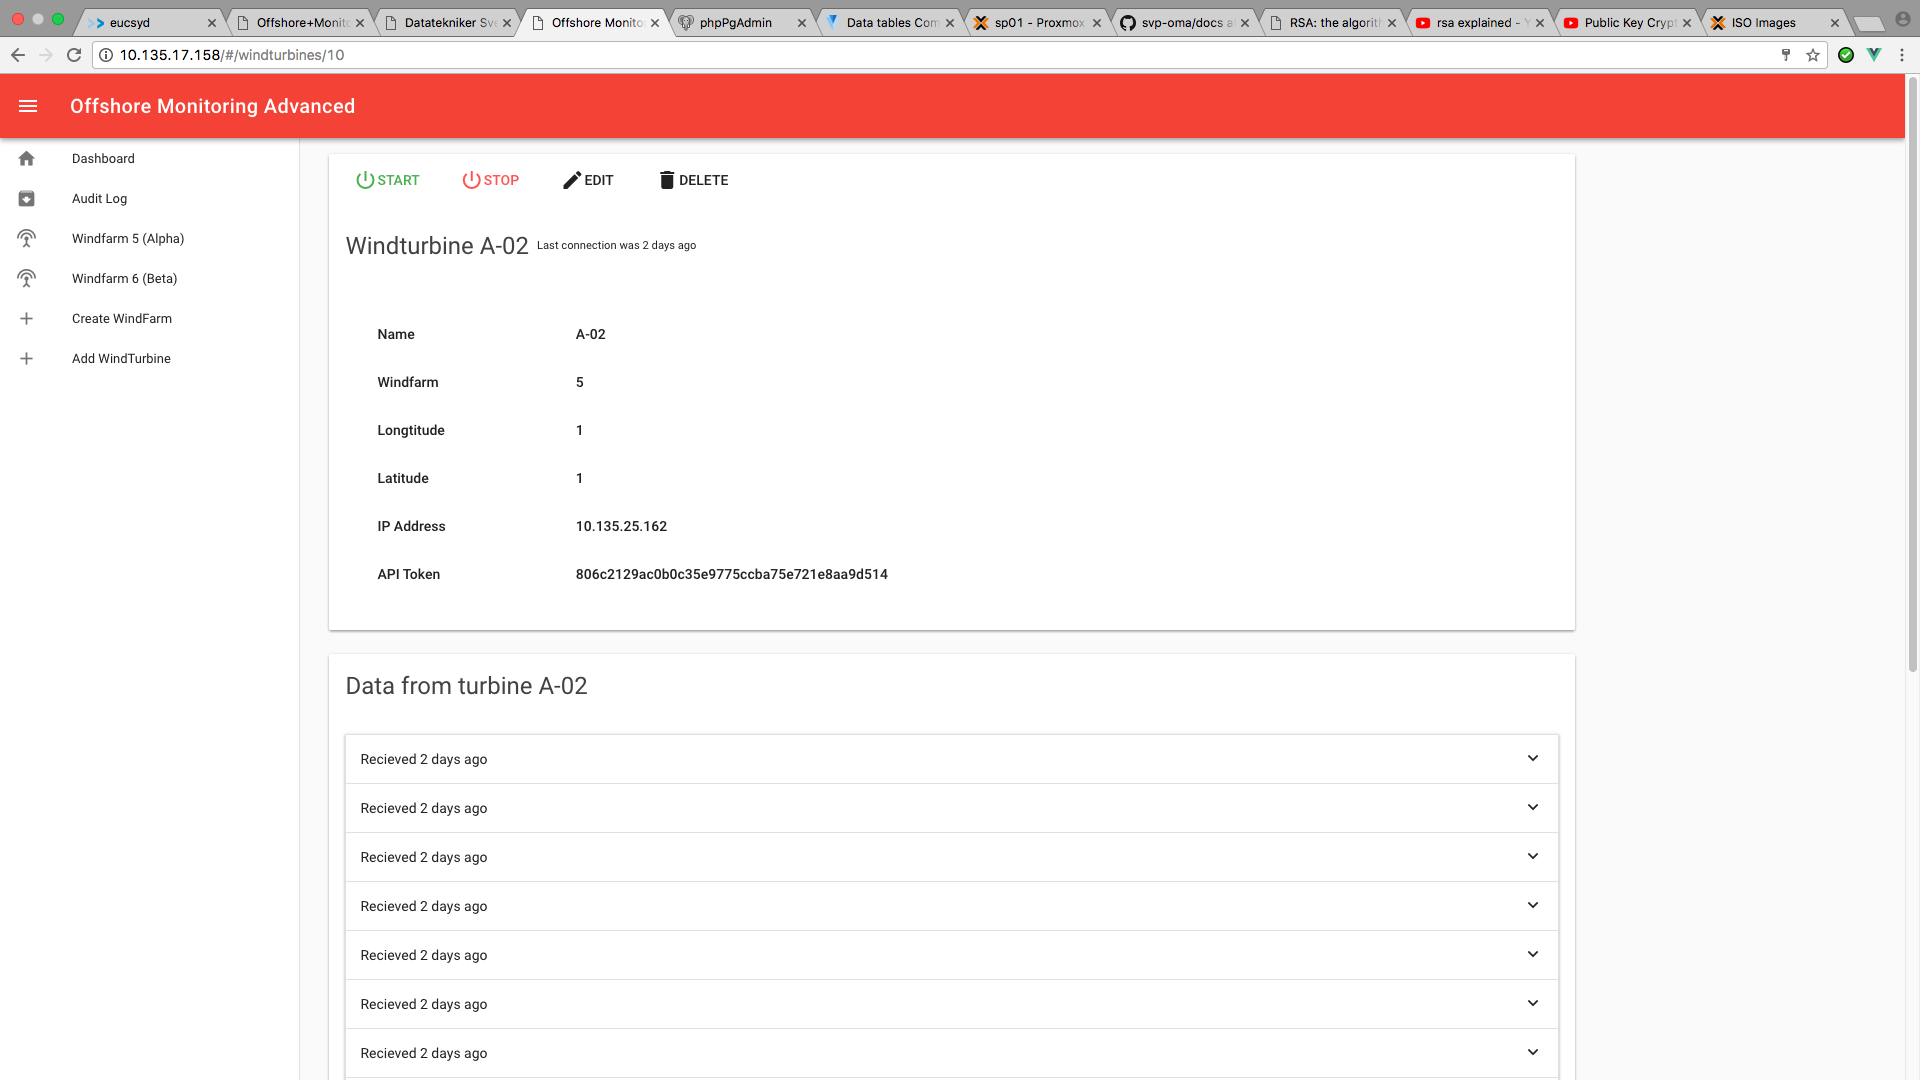 eucsyd
Offshore+Monito
Datatekniker Sve
Offshore Monito
phpPgAdmin
Data tables Com
sp01 - Proxmox
svp-oma/docs a
RSA: the algorith
rsa explained - Y
Public Key Crypt
ISO Images
10.135.17.158/#/windturbines/10
Offshore Monitoring Advanced
Dashboard
Audit Log
Windfarm 5 (Alpha)
Windfarm 6 (Beta)
Create WindFarm
Add WindTurbine
START STOP EDIT DELETE
Windturbine A-02 Last connection was 2 days ago
Name A-02
Windfarm 5
Longtitude 1
Latitude 1
IP Address 10.135.25.162
API Token 806c2129ac0b0c35e9775ccba75e721e8aa9d514
Data from turbine A-02
Recieved 2 days ago
Recieved 2 days ago
Recieved 2 days ago
Recieved 2 days ago
Recieved 2 days ago
Recieved 2 days ago
Recieved 2 days ago